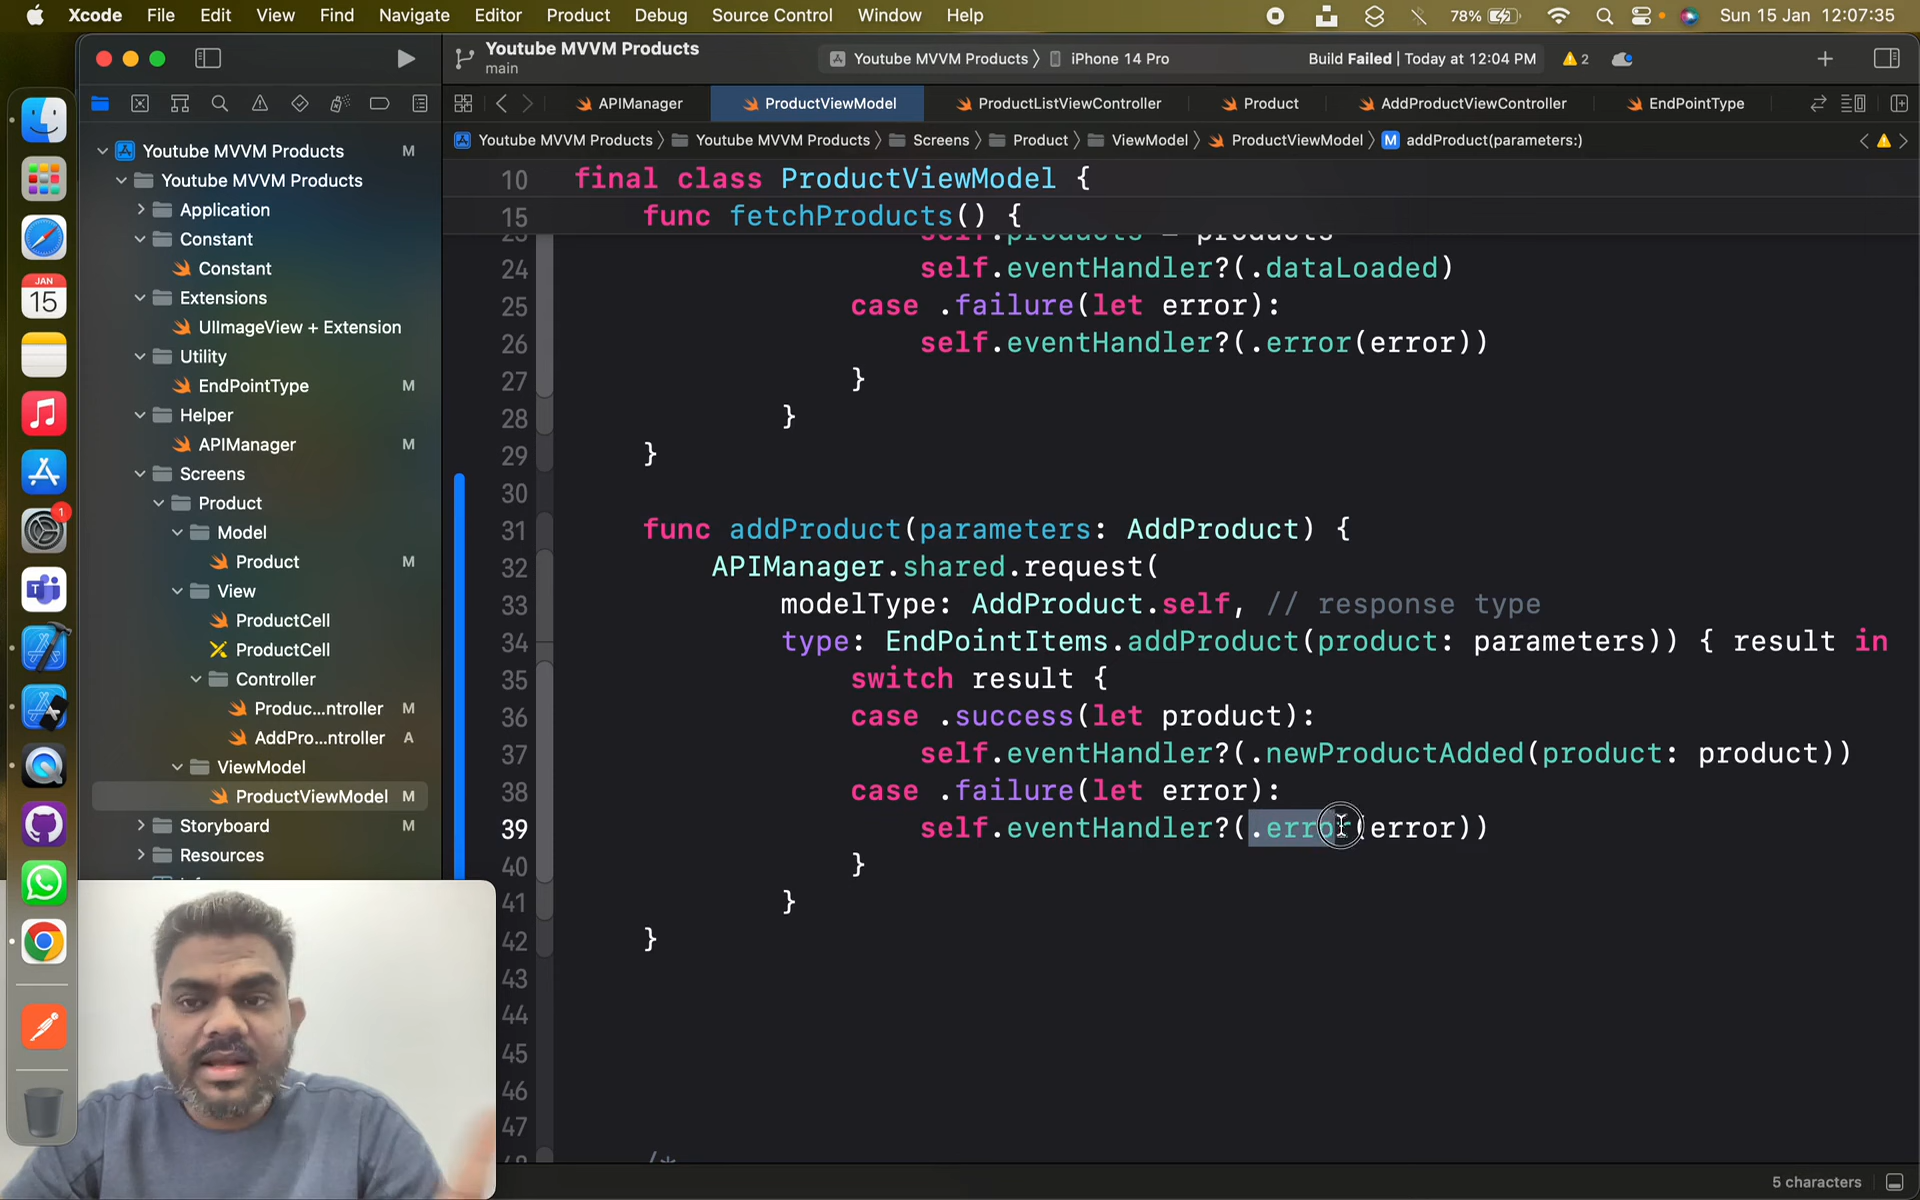 Xcode File Edit View Find Navigate Editor Product Debug Source Control Window Help 78% Sun 15 Jan 12:07:35
Youtube MVVM Products
main
Youtube MVVM Products 〉 iPhone 14 Pro
Build Failed | Today at 12:04 PM 2
APIManager ProductViewModel ProductListViewController Product AddProductViewController EndPointType
Youtube MVVM Products 〉 Youtube MVVM Products 〉 Screens 〉 Product 〉 ViewModel 〉 ProductViewModel 〉 M addProduct(parameters:)
Youtube MVVM Products M
Youtube MVVM Products
Application
Constant
Constant
Extensions
UIImageView + Extension
Utility
EndPointType M
Helper
APIManager M
Screens
Product
Model
Product M
View
ProductCell
ProductCell
Controller
Produc...ntroller M
AddPro...ntroller A
ViewModel
ProductViewModel M
Storyboard M
Resources
JAN
15
1
10 final class ProductViewModel {
15 func fetchProducts() {
self.products = products
24 self.eventHandler?(.dataLoaded)
25 case .failure(let error):
26 self.eventHandler?(.error(error))
27 }
28 }
29 }
30
31 func addProduct(parameters: AddProduct) {
32 APIManager.shared.request(
33 modelType: AddProduct.self, // response type
34 type: EndPointItems.addProduct(product: parameters)) { result in
35 switch result {
36 case .success(let product):
37 self.eventHandler?(.newProductAdded(product: product))
38 case .failure(let error):
39 self.eventHandler?(.error(error))
40 }
41 }
42 }
43
44
45
46
47
/*
5 characters